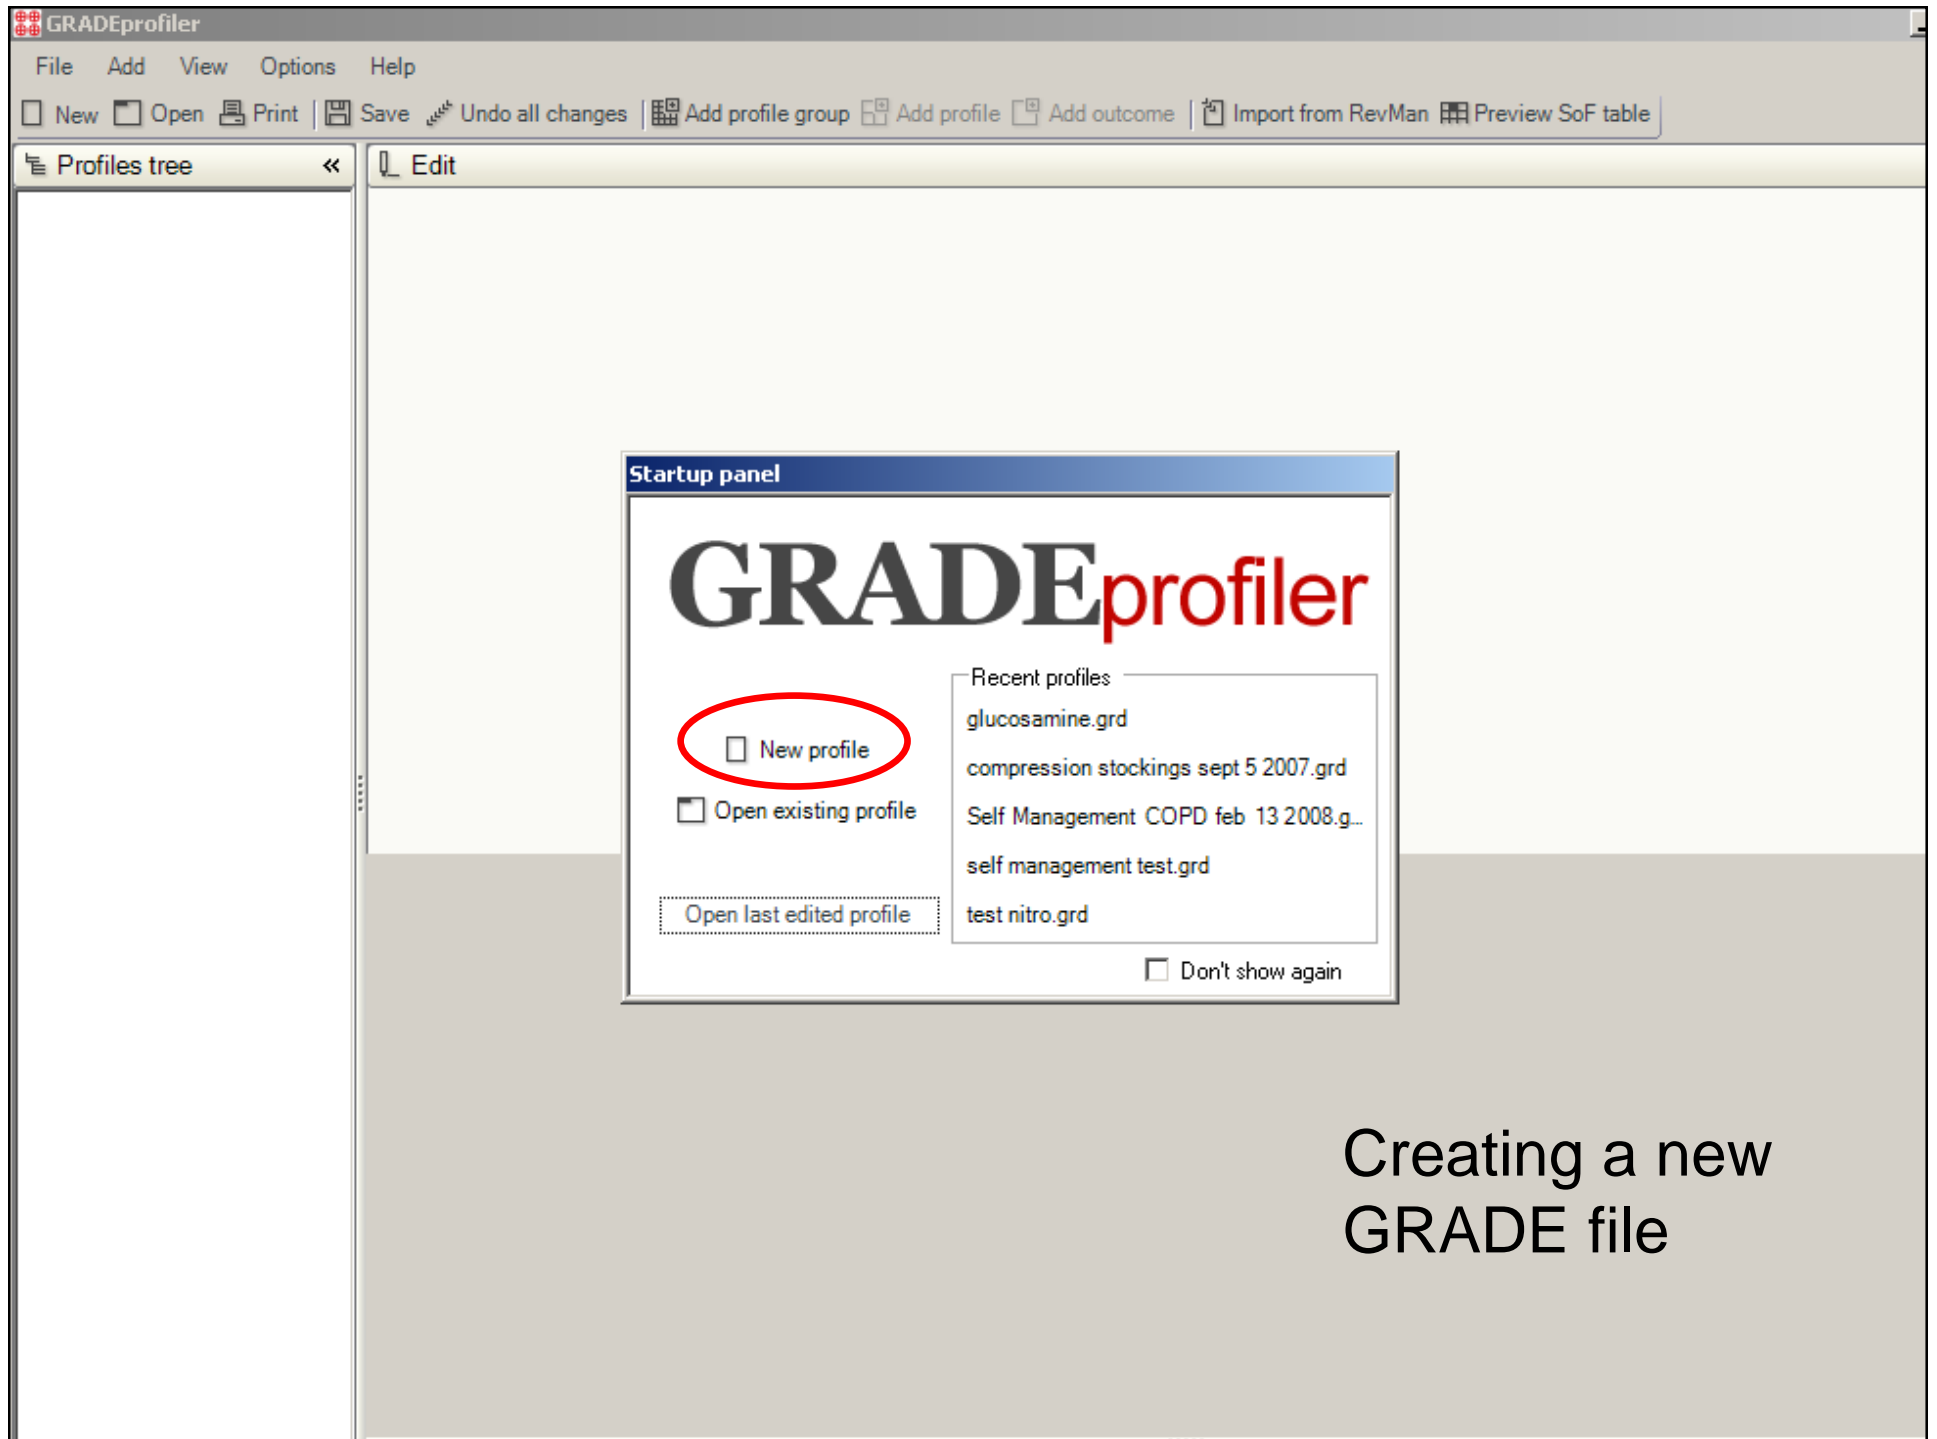 GRADEprofiler
File Add View Options Help
New Open Print Save Undo all changes Add profile group Add profile Add outcome Import from RevMan Preview SoF table
Profiles tree « Edit
Startup panel
GRADEprofiler
Recent profiles
glucosamine.grd
New profile
compression stockings sept 5 2007.grd
Open existing profile
Self Management COPD feb 13 2008.g...
self management test.grd
Open last edited profile
test nitro.grd
Don't show again
Creating a new
GRADE file